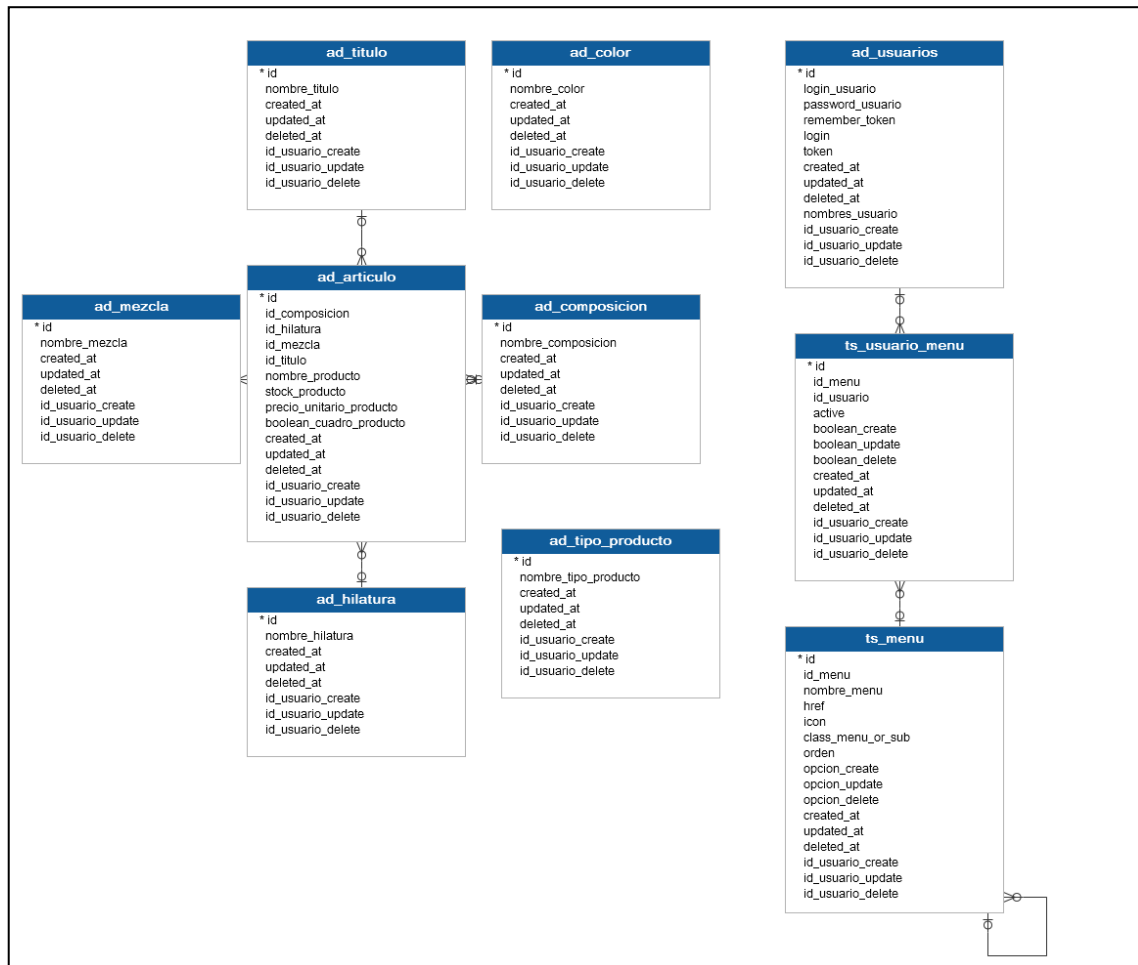 ad_titulo
* id
nombre_titulo
created_at
updated_at
deleted_at
id_usuario_create
id_usuario_update
id_usuario_delete
ad_color
* id
nombre_color
created_at
updated_at
deleted_at
id_usuario_create
id_usuario_update
id_usuario_delete
ad_usuarios
* id
login_usuario
password_usuario
remember_token
login
token
created_at
updated_at
deleted_at
nombres_usuario
id_usuario_create
id_usuario_update
id_usuario_delete
ad_mezcla
* id
nombre_mezcla
created_at
updated_at
deleted_at
id_usuario_create
id_usuario_update
id_usuario_delete
ad_articulo
* id
id_composicion
id_hilatura
id_mezcla
id_titulo
nombre_producto
stock_producto
precio_unitario_producto
boolean_cuadro_producto
created_at
updated_at
deleted_at
id_usuario_create
id_usuario_update
id_usuario_delete
ad_composicion
* id
nombre_composicion
created_at
updated_at
deleted_at
id_usuario_create
id_usuario_update
id_usuario_delete
ts_usuario_menu
* id
id_menu
id_usuario
active
boolean_create
boolean_update
boolean_delete
created_at
updated_at
deleted_at
id_usuario_create
id_usuario_update
id_usuario_delete
ad_hilatura
* id
nombre_hilatura
created_at
updated_at
deleted_at
id_usuario_create
id_usuario_update
id_usuario_delete
ad_tipo_producto
* id
nombre_tipo_producto
created_at
updated_at
deleted_at
id_usuario_create
id_usuario_update
id_usuario_delete
ts_menu
* id
id_menu
nombre_menu
href
icon
class_menu_or_sub
orden
opcion_create
opcion_update
opcion_delete
created_at
updated_at
deleted_at
id_usuario_create
id_usuario_update
id_usuario_delete